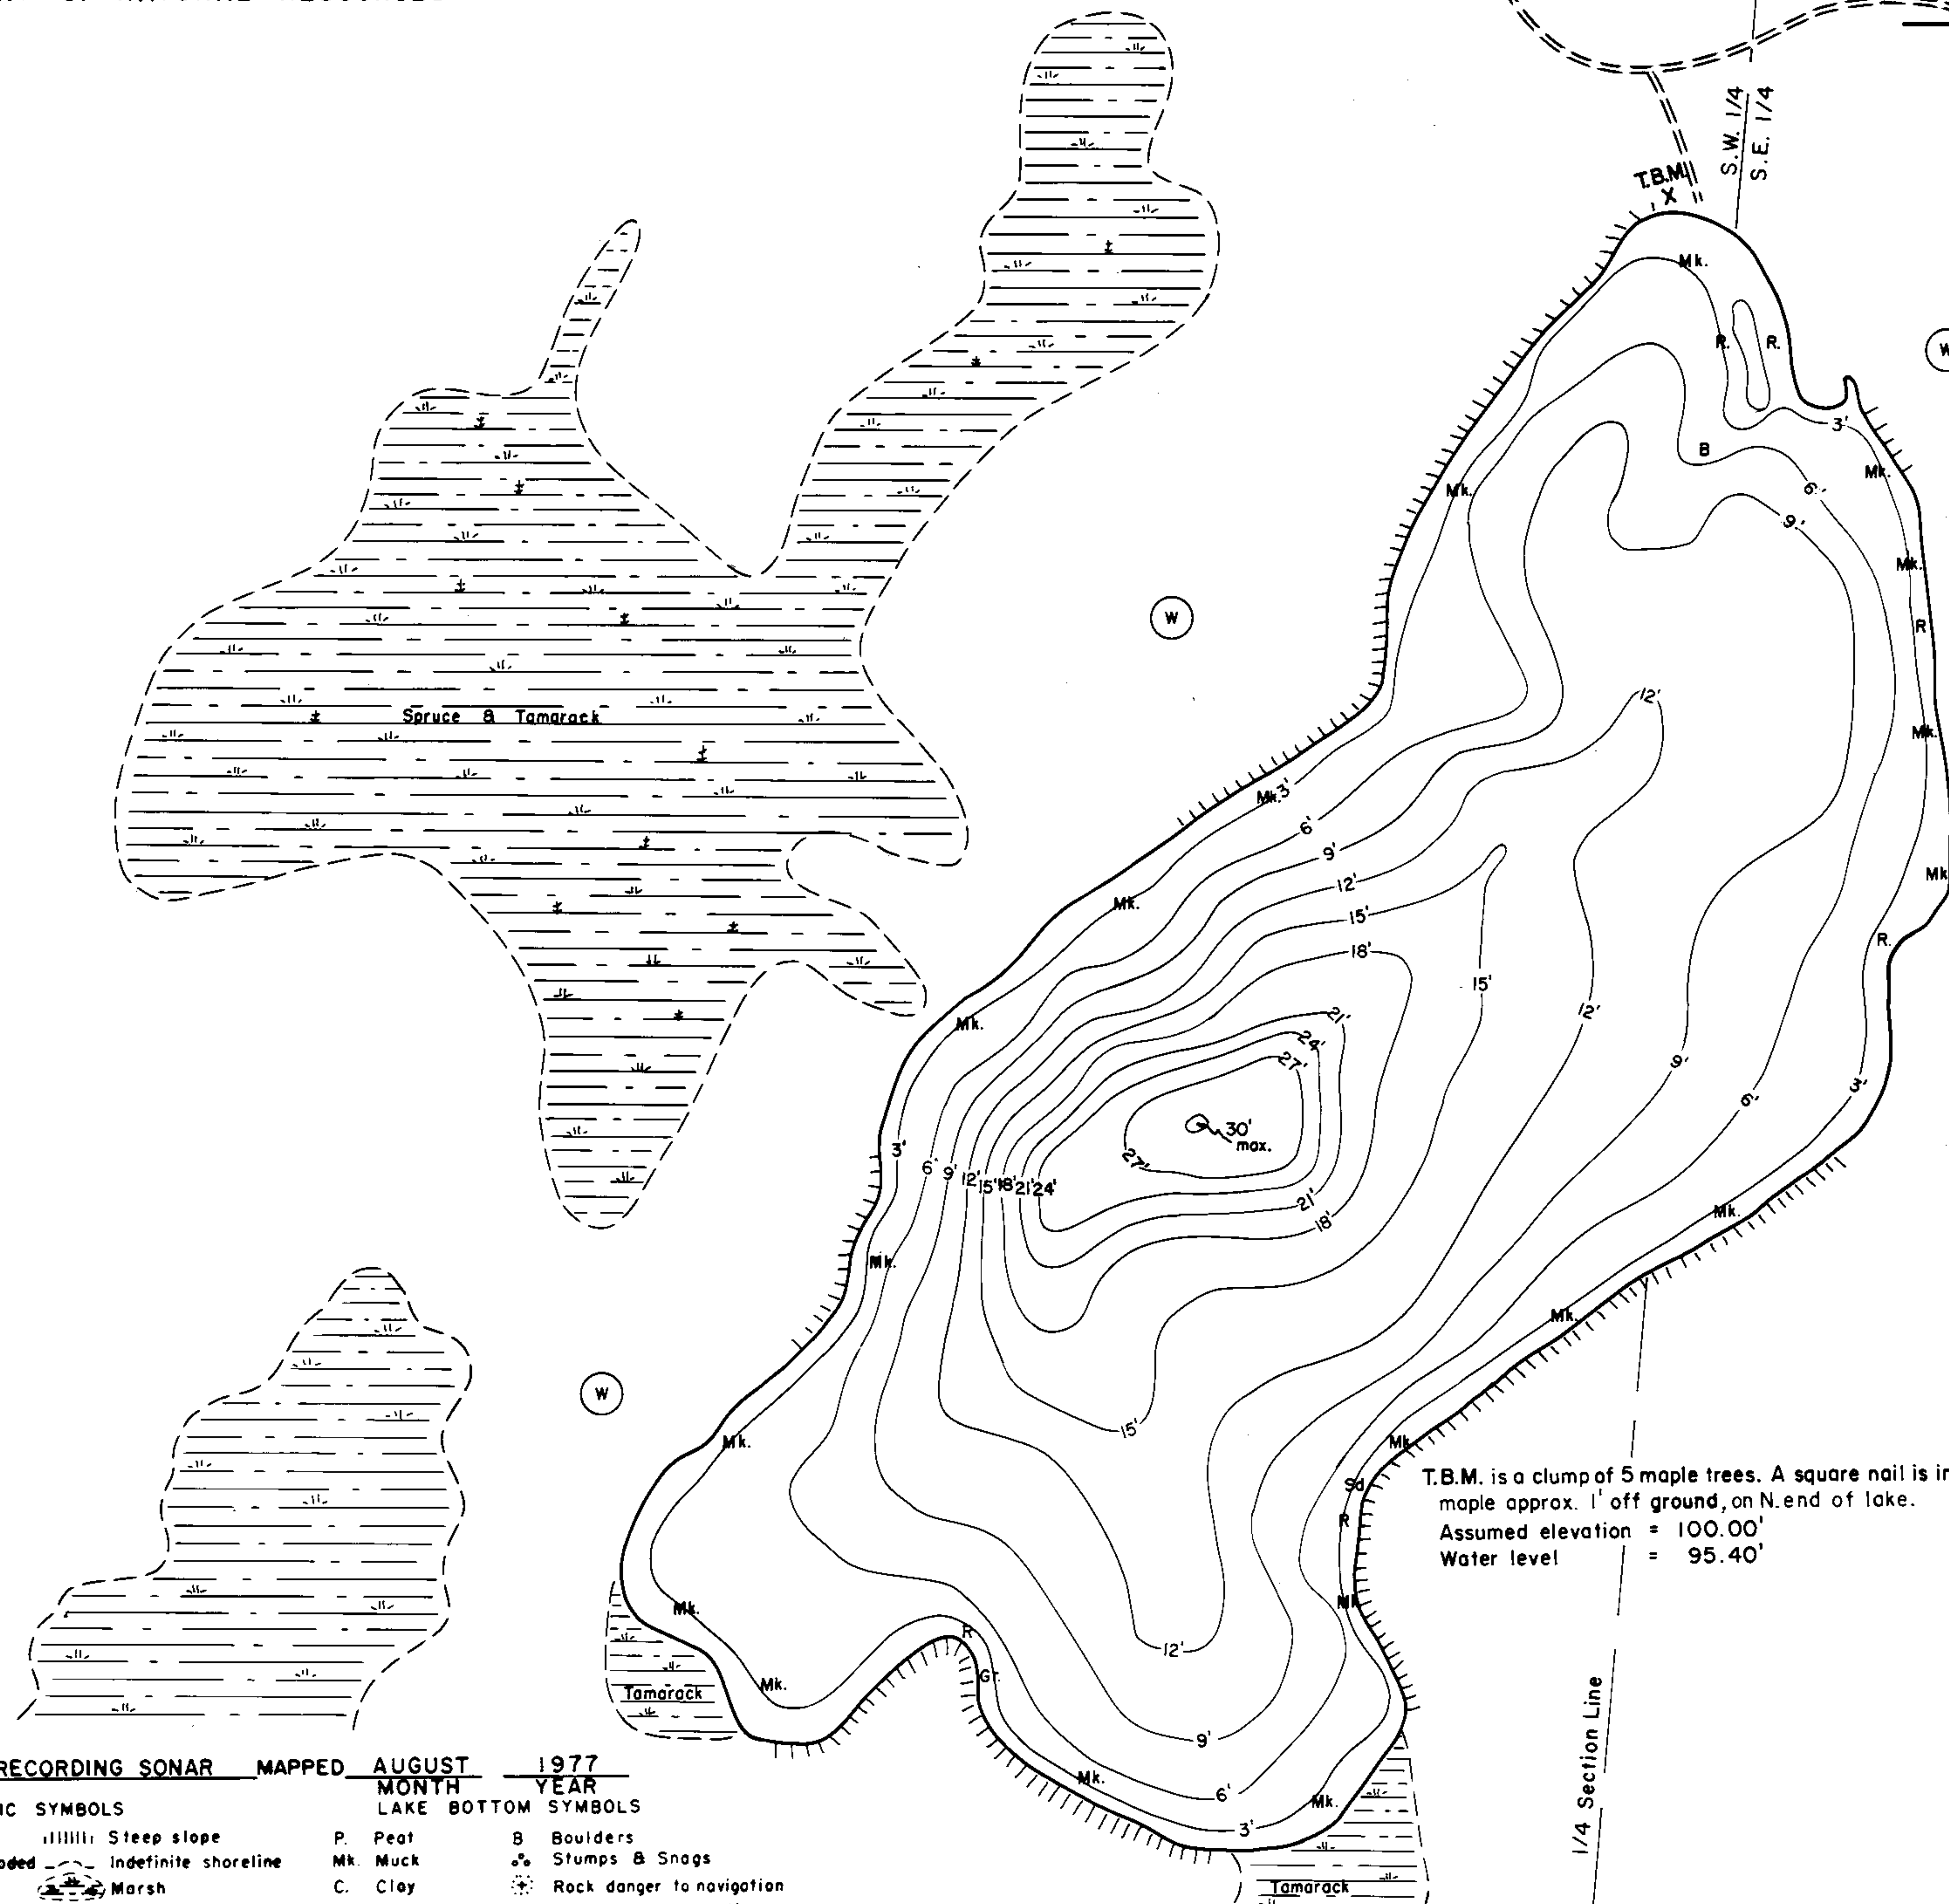 S.W. 1/4
S.E. 1/4
T.B.M.
X
Mk.
R.
R.
W
3'
B
Mk.
Mk.
6'
9'
Mk.
W
R
12'
Mk.
Spruce & Tamarack
Mk.
3'
6'
9'
12'
15'
18'
Mk.
Mk.
R.
15'
12'
21'
24'
27'
Mk.
9'
6'
3'
30'
max.
27'
3'
6'
9'
12'
15'
18'
21'
24'
21'
18'
Mk.
Mk.
Mk.
W
15'
Mk.
Mk.
Sd.
R
T.B.M. is a clump of 5 maple trees. A square nail is in
maple approx. 1' off ground, on N. end of lake.
Assumed elevation = 100.00'
Water level = 95.40'
Mk.
Mk.
R
12'
Gr.
Mk.
Tamarack
9'
1/4 Section Line
Mk.
6'
Mk.
3'
Tamarack
RECORDING SONAR MAPPED AUGUST 1977
MONTH YEAR
SYMBOLS LAKE BOTTOM SYMBOLS
Steep slope P. Peat B Boulders
Indefinite shoreline Mk. Muck Stumps & Snags
Marsh C. Clay Rock danger to navigation